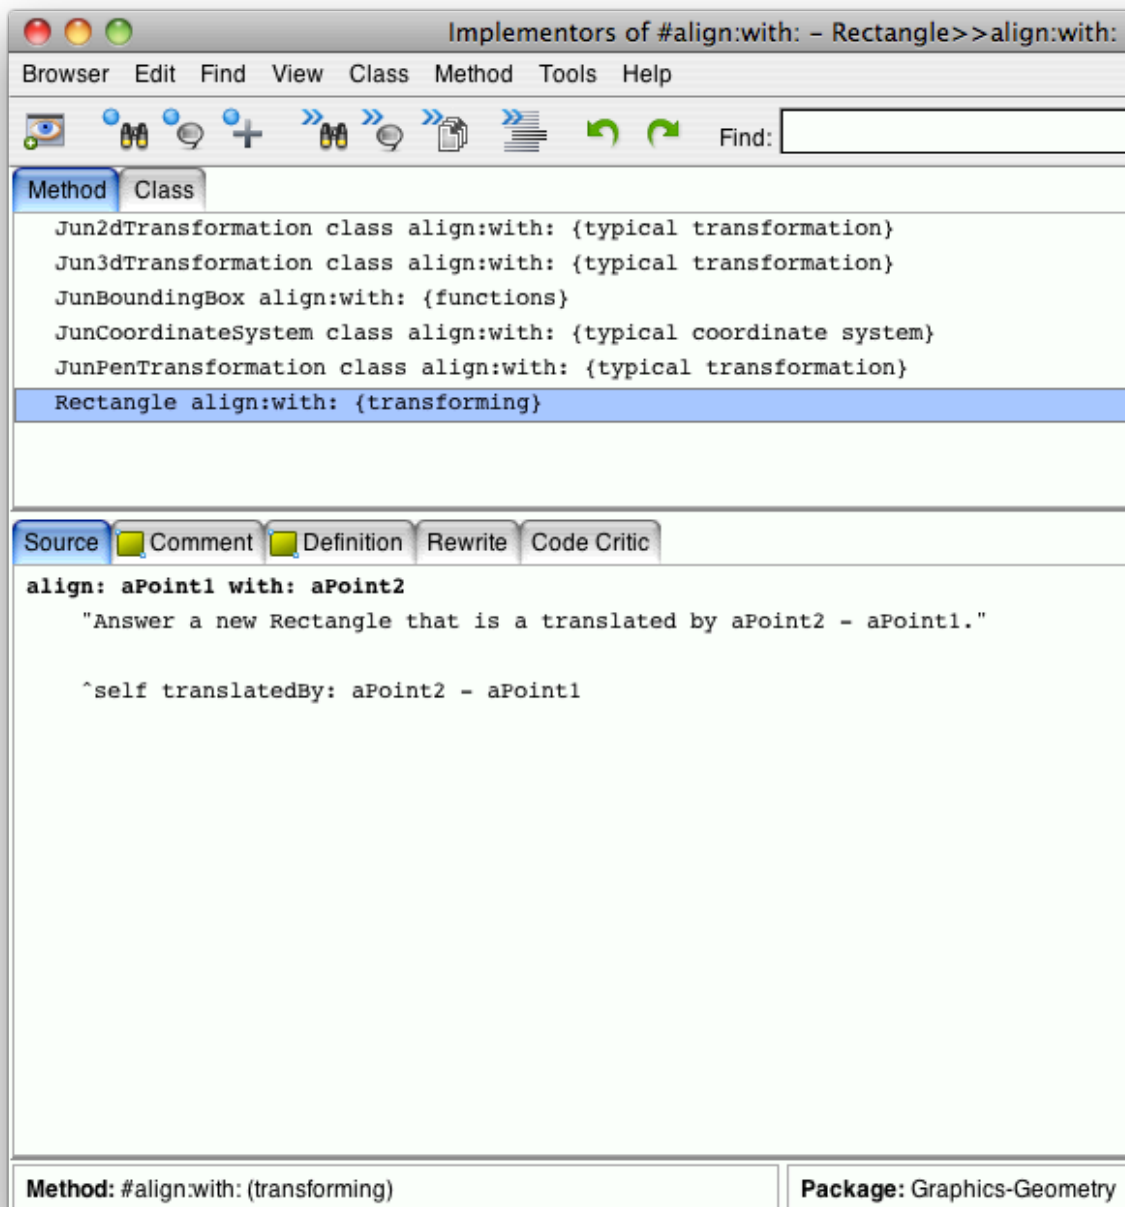 Implementors of #align:with: – Rectangle>>align:with:
Browser Edit Find View Class Method Tools Help
Find:
Method Class
Jun2dTransformation class align:with: {typical transformation}
Jun3dTransformation class align:with: {typical transformation}
JunBoundingBox align:with: {functions}
JunCoordinateSystem class align:with: {typical coordinate system}
JunPenTransformation class align:with: {typical transformation}
Rectangle align:with: {transforming}
Source Comment Definition Rewrite Code Critic
align: aPoint1 with: aPoint2
"Answer a new Rectangle that is a translated by aPoint2 - aPoint1."
^self translatedBy: aPoint2 - aPoint1
Method: #align:with: (transforming) Package: Graphics-Geometry